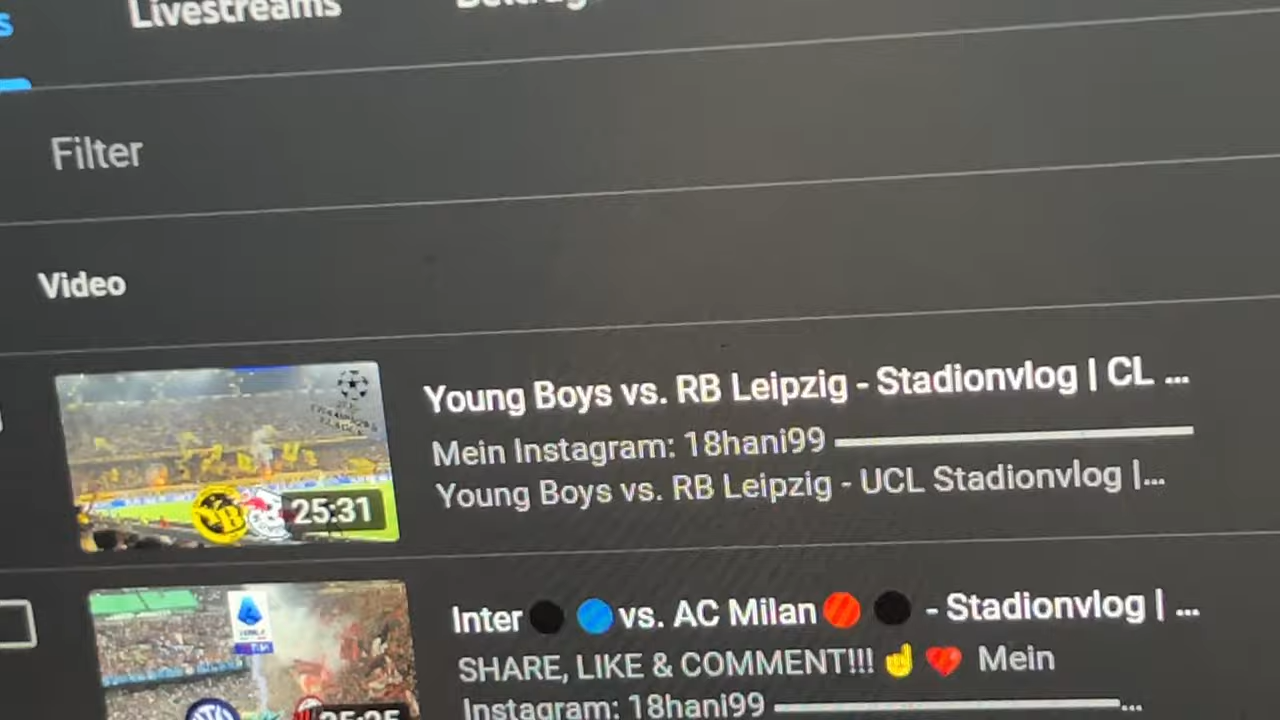 Livestreams
Filter
Video
Young Boys vs. RB Leipzig - Stadionvlog | CL ...
Mein Instagram: 18hani99
Young Boys vs. RB Leipzig - UCL Stadionvlog |...
25:31
Inter ⚫ 🔵 vs. AC Milan 🔴 ⚫ - Stadionvlog | ...
SHARE, LIKE & COMMENT!!! ☝️ ❤️ Mein
Instagram: 18hani99 ...